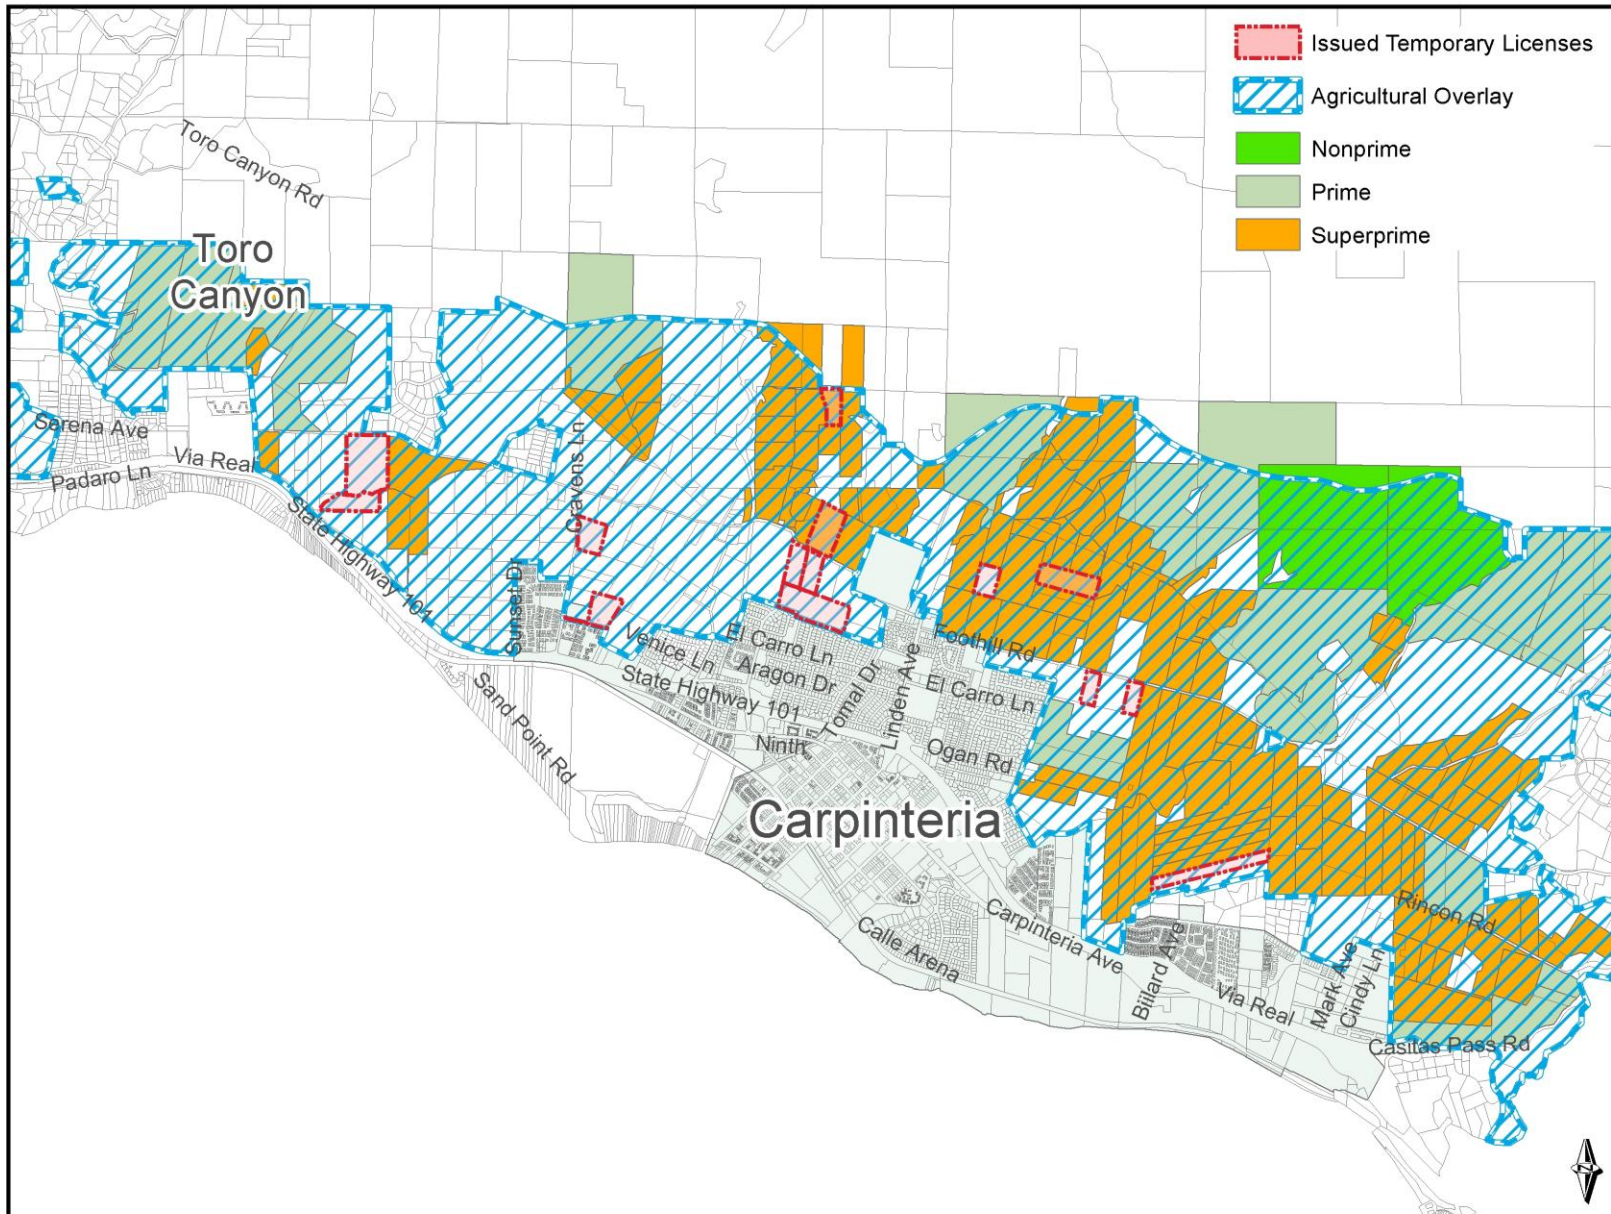 Issued Temporary Licenses
Agricultural Overlay
Nonprime
Prime
Superprime
Toro Canyon Rd
Toro
Canyon
Serena Ave
Padaro Ln
Via Real
State Highway 101
Cravens Ln
Sunset Dr
Venice Ln
El Carro Ln
Aragon Dr
State Highway 101
Sand Point Rd
Ninth
Tomal Dr
Linden Ave
Foothill Rd
El Carro Ln
Ogan Rd
Carpinteria
Carpinteria Ave
Calle Arena
Billard Ave
Via Real
Mark Ave
Cindy Ln
Rincon Rd
Casitas Pass Rd
N